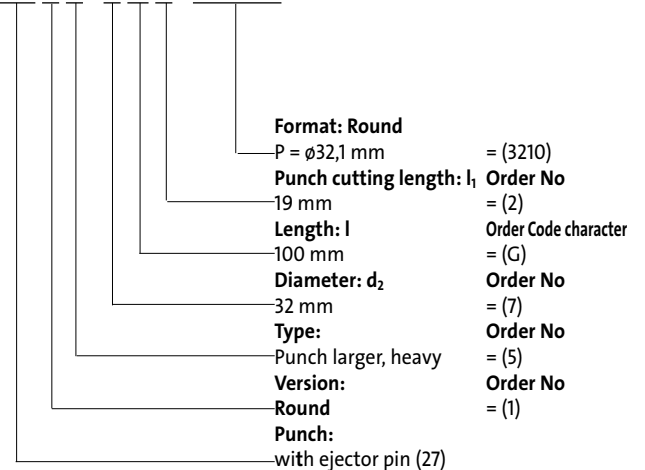 Format: Round
P = ø32,1 mm = (3210)
Punch cutting length: l₁ Order No
19 mm = (2)
Length: l Order Code character
100 mm = (G)
Diameter: d₂ Order No
32 mm = (7)
Type: Order No
Punch larger, heavy = (5)
Version: Order No
Round = (1)
Punch:
with ejector pin (27)